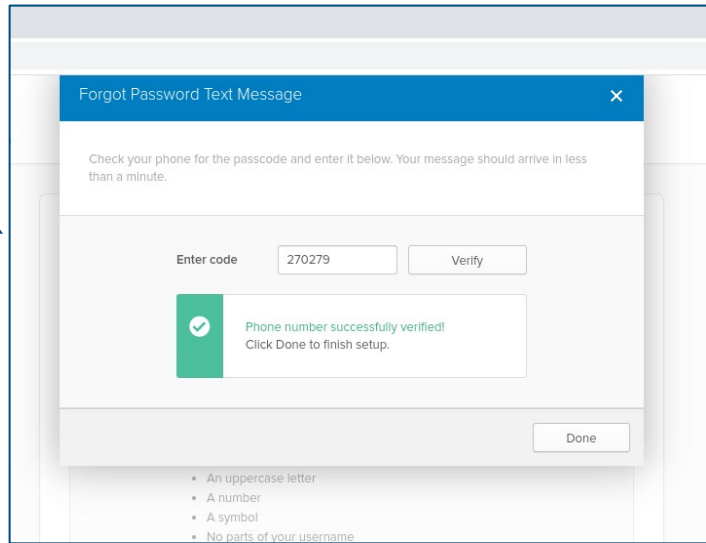 Forgot Password Text Message
Check your phone for the passcode and enter it below. Your message should arrive in less
than a minute.
Enter code 270279 Verify
Phone number successfully verified!
Click Done to finish setup.
Done
• An uppercase letter
• A number
• A symbol
• No parts of your username